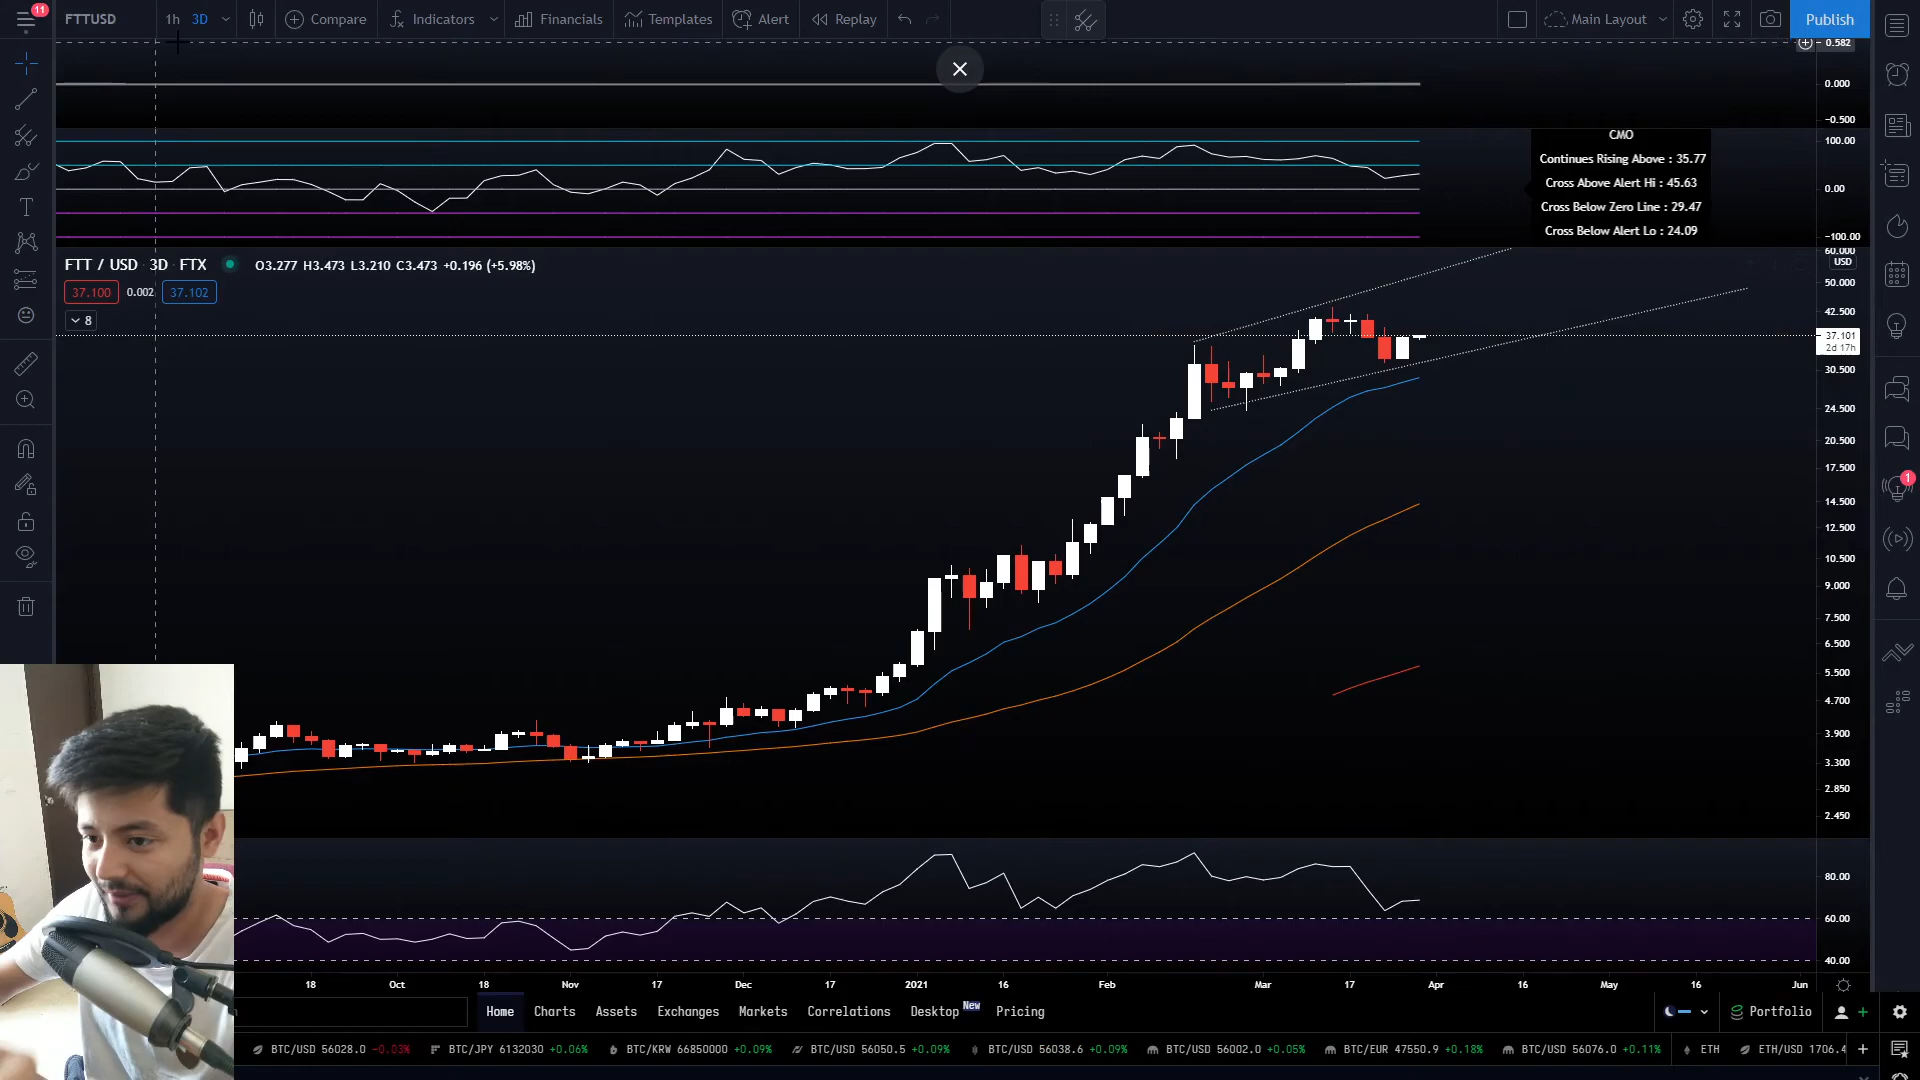 11
FTTUSD 1h 3D Compare Indicators Financials Templates Alert Replay Main Layout Publish
0.582
0.000
−0.500
CMO
100.00
Continues Rising Above : 35.77
Cross Above Alert Hi : 45.63
0.00
Cross Below Zero Line : 29.47
Cross Below Alert Lo : 24.09
−100.00
60.000
FTT / USD 3D FTX O3.277 H3.473 L3.210 C3.473 +0.196 (+5.98%)
USD
37.100 0.002 37.102
50.000
42.500
8
37.101
2d 17h
30.500
24.500
20.500
17.500
1
14.500
12.500
10.500
9.000
7.500
6.500
5.500
4.700
3.900
3.300
2.850
2.450
80.00
60.00
40.00
18 Oct 18 Nov 17 Dec 17 2021 16 Feb Mar 17 Apr 16 May 16 Jun
Home Charts Assets Exchanges Markets Correlations Desktop New Pricing Portfolio
BTC/USD 56028.0 -0.03% BTC/JPY 6132030 +0.06% BTC/KRW 66850000 +0.09% BTC/USD 56050.5 +0.09% BTC/USD 56038.6 +0.09% BTC/USD 56002.0 +0.05% BTC/EUR 47550.9 +0.18% BTC/USD 56076.0 +0.11% ETH ETH/USD 1706.4